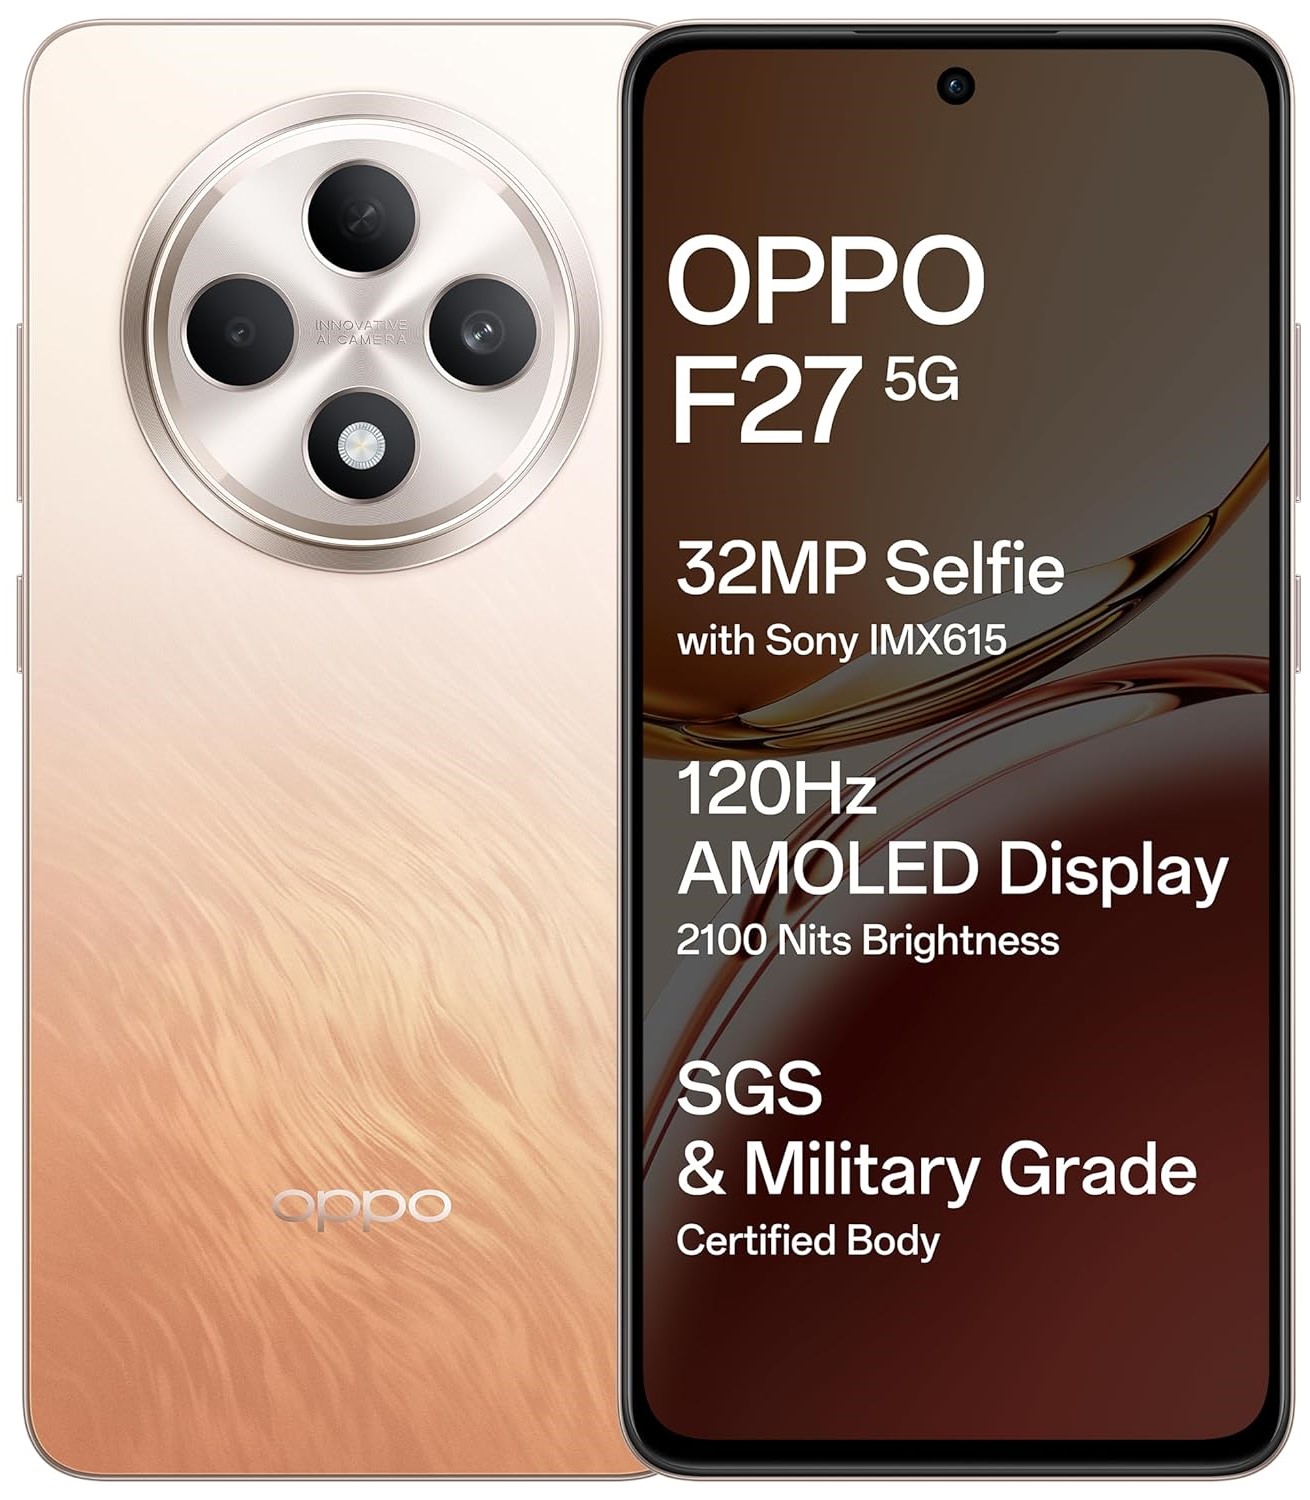 INNOVATIVE
AI CAMERA
oppo
OPPO
F27 5G
32MP Selfie
with Sony IMX615
120Hz
AMOLED Display
2100 Nits Brightness
SGS
& Military Grade
Certified Body